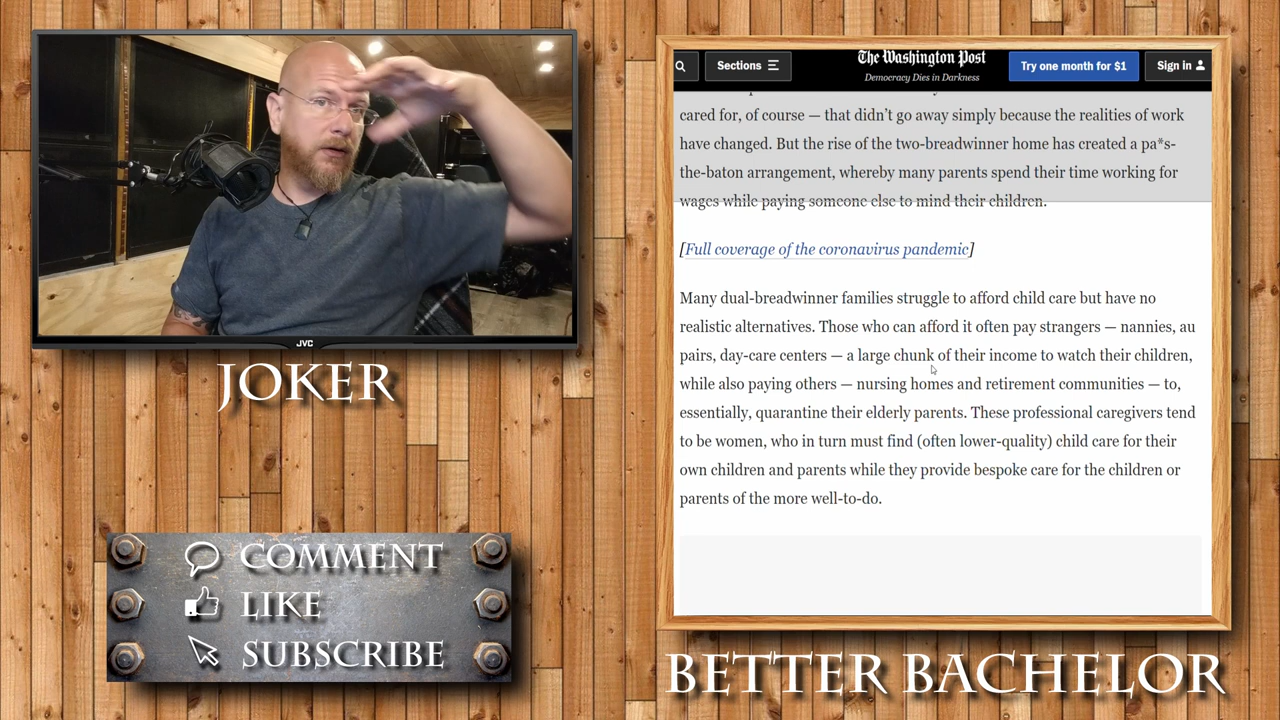 JVC
JOKER
COMMENT
LIKE
SUBSCRIBE
Sections
The Washington Post
Democracy Dies in Darkness
Try one month for $1
Sign in
cared for, of course — that didn’t go away simply because the realities of work
have changed. But the rise of the two-breadwinner home has created a pa*s-
the-baton arrangement, whereby many parents spend their time working for
wages while paying someone else to mind their children.
[Full coverage of the coronavirus pandemic]
Many dual-breadwinner families struggle to afford child care but have no
realistic alternatives. Those who can afford it often pay strangers — nannies, au
pairs, day-care centers — a large chunk of their income to watch their children,
while also paying others — nursing homes and retirement communities — to,
essentially, quarantine their elderly parents. These professional caregivers tend
to be women, who in turn must find (often lower-quality) child care for their
own children and parents while they provide bespoke care for the children or
parents of the more well-to-do.
BETTER BACHELOR